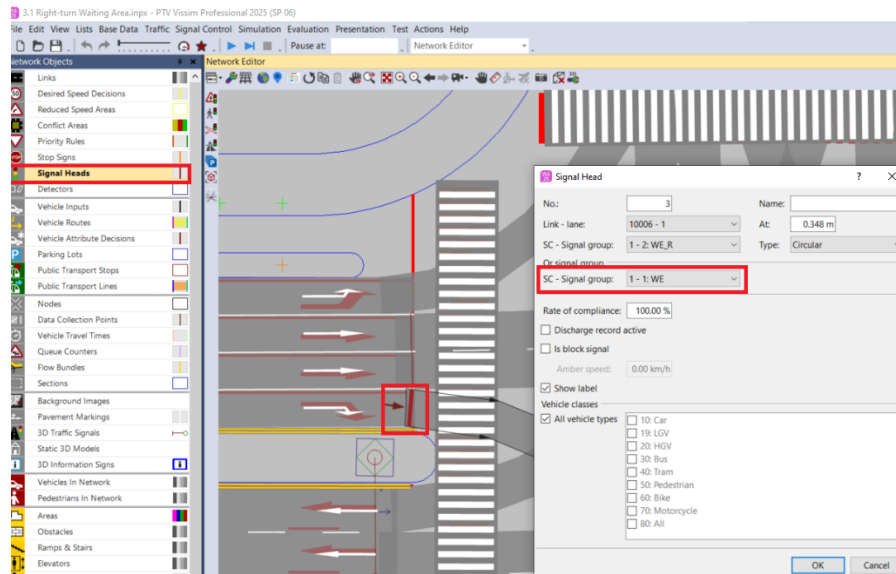 3.1 Right-turn Waiting Area.inpx - PTV Vissim Professional 2025 (SP 06)
File Edit View Lists Base Data Traffic Signal Control Simulation Evaluation Presentation Test Actions Help
Pause at: Network Editor
Network Objects
Network Editor
Links
Desired Speed Decisions
Reduced Speed Areas
Conflict Areas
Priority Rules
Stop Signs
Signal Heads
Detectors
Vehicle Inputs
Vehicle Routes
Vehicle Attribute Decisions
Parking Lots
Public Transport Stops
Public Transport Lines
Nodes
Data Collection Points
Vehicle Travel Times
Queue Counters
Flow Bundles
Sections
Background Images
Pavement Markings
3D Traffic Signals
Static 3D Models
3D Information Signs
Vehicles In Network
Pedestrians In Network
Areas
Obstacles
Ramps & Stairs
Elevators
Signal Head
No.: 3 Name:
Link - lane: 10006 - 1 At: 0.348 m
SC - Signal group: 1 - 2: WE_R Type: Circular
Or signal group
SC - Signal group: 1 - 1: WE
Rate of compliance: 100.00 %
Discharge record active
Is block signal
Amber speed: 0.00 km/h
Show label
Vehicle classes
All vehicle types
10: Car
19: LGV
20: HGV
30: Bus
40: Tram
50: Pedestrian
60: Bike
70: Motorcycle
80: All
OK Cancel